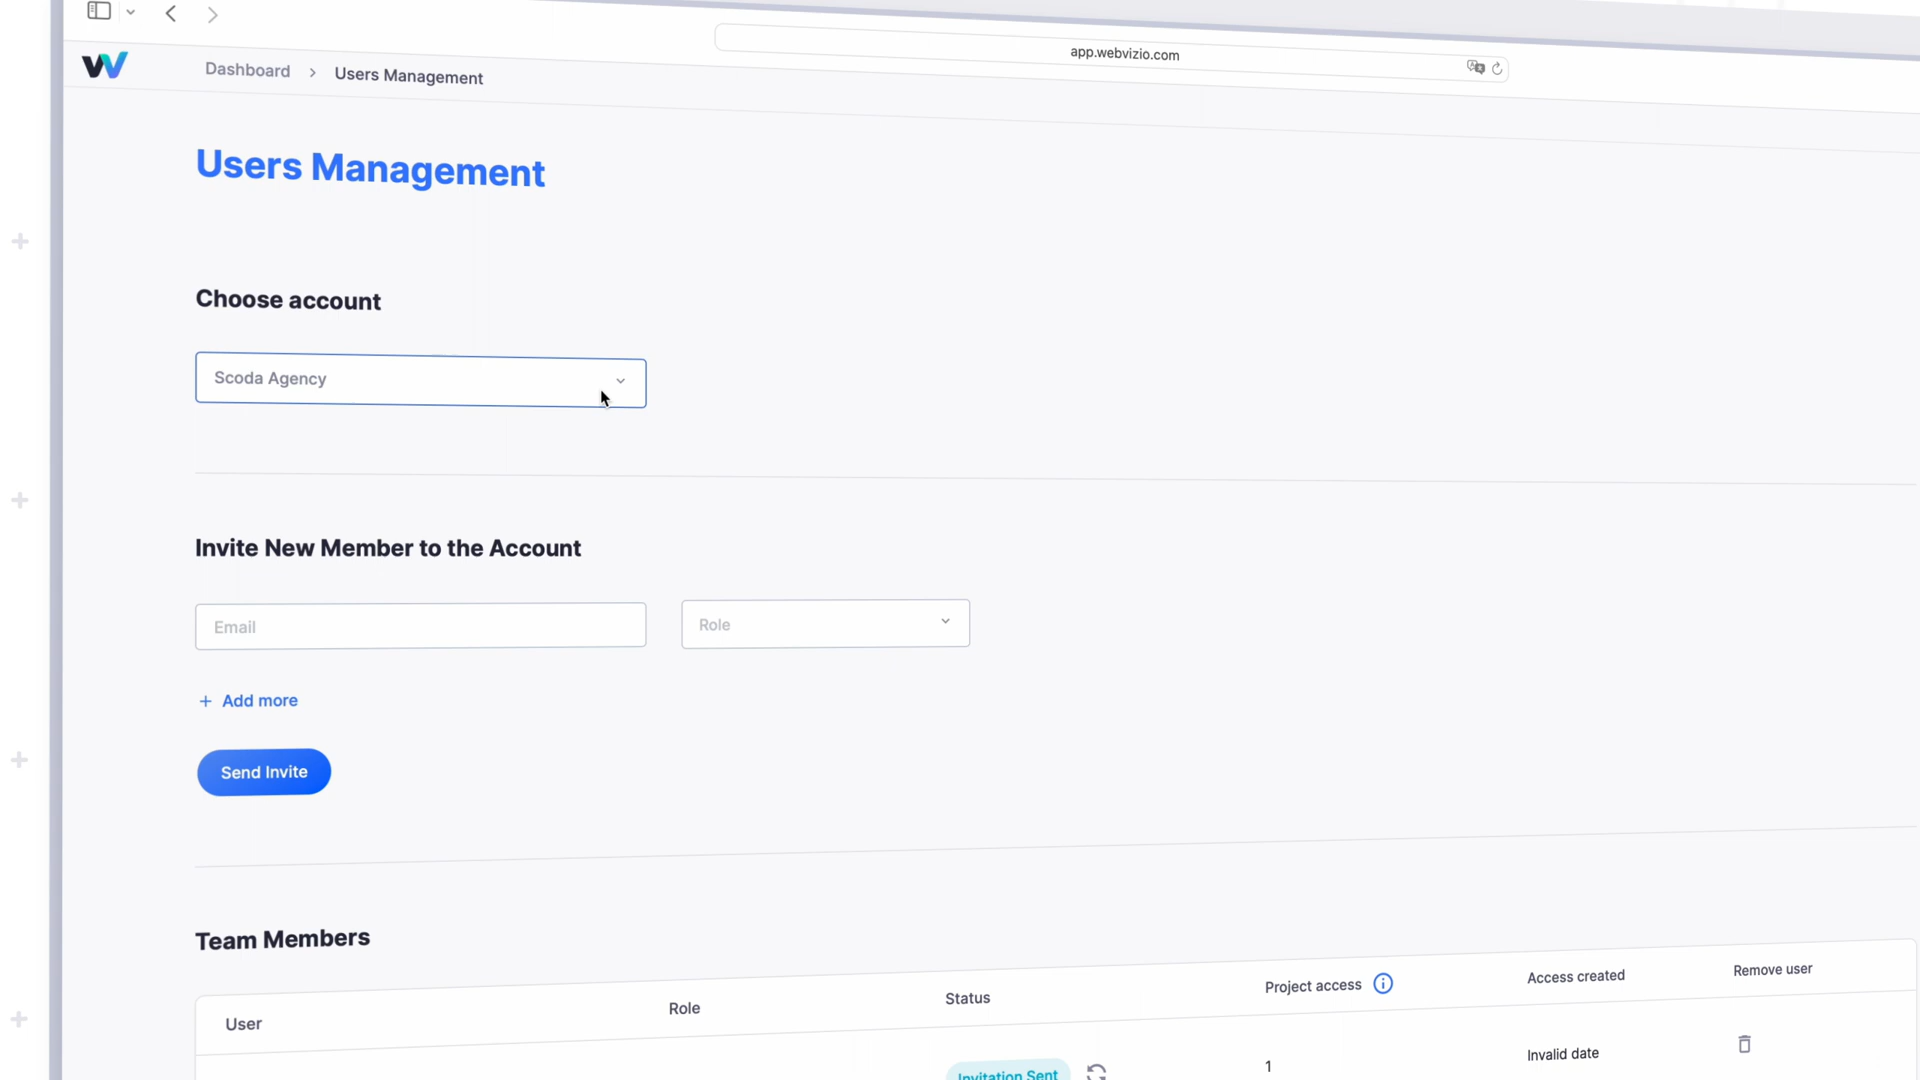 app.webvizio.com
Dashboard > Users Management
Users Management
Choose account
Scoda Agency
Invite New Member to the Account
Email
Role
+ Add more
Send Invite
Team Members
User Role Status Project access Access created Remove user
Invitation Sent 1 Invalid date